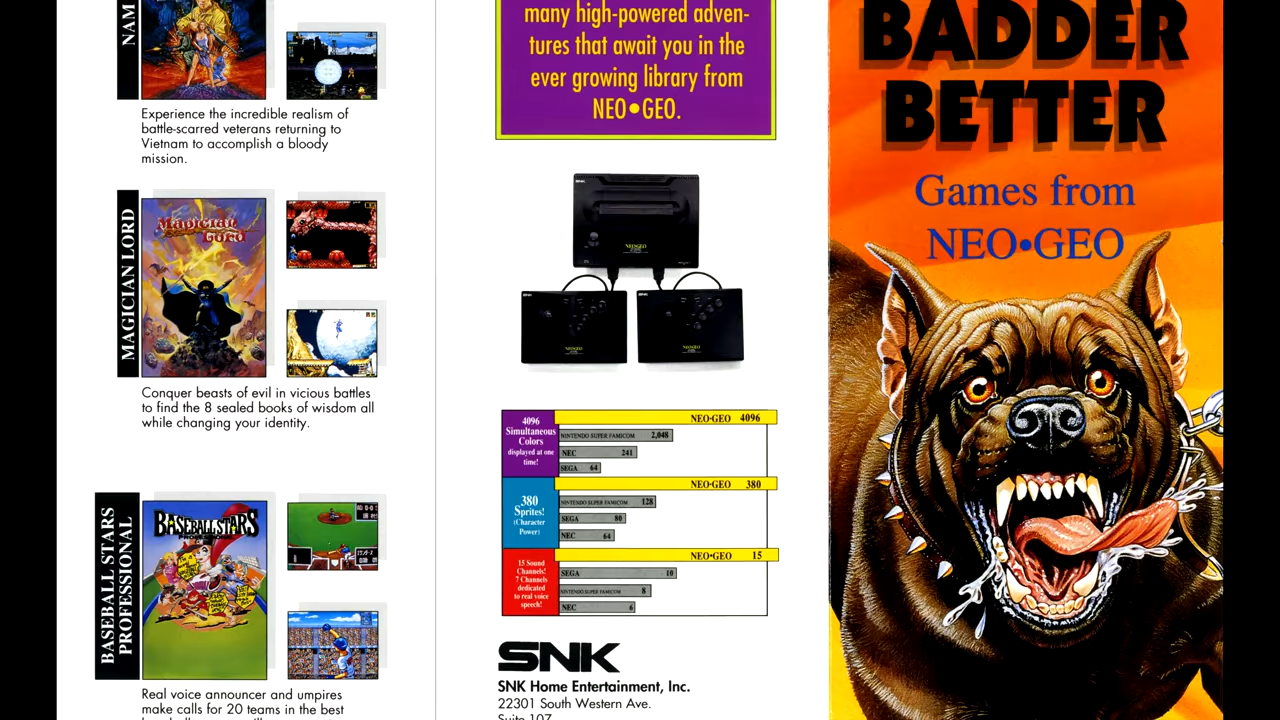 NAM
Experience the incredible realism of
battle-scarred veterans returning to
Vietnam to accomplish a bloody
mission.
MAGICIAN LORD
Magician
Lord
Conquer beasts of evil in vicious battles
to find the 8 sealed books of wisdom all
while changing your identity.
BASEBALL STARS
PROFESSIONAL
BASEBALL STARS
PROFESSIONAL
Real voice announcer and umpires
make calls for 20 teams in the best
many high-powered adven-
tures that await you in the
ever growing library from
NEO•GEO.
SNK
NEO•GEO
SNK
NEO•GEO
SNK
NEO•GEO
4096
Simultaneous
Colors
displayed at one
time!
NEO•GEO 4096
NINTENDO SUPER FAMICOM 2,048
NEC 241
SEGA 64
380
Sprites!
(Character
Power)
NEO•GEO 380
NINTENDO SUPER FAMICOM 128
SEGA 80
NEC 64
15 Sound
Channels!
7 Channels
dedicated
to real voice
speech!
NEO•GEO 15
SEGA 10
NINTENDO SUPER FAMICOM 8
NEC 6
SNK
SNK Home Entertainment, Inc.
22301 South Western Ave.
Suite 107
BADDER
BETTER
Games from
NEO•GEO